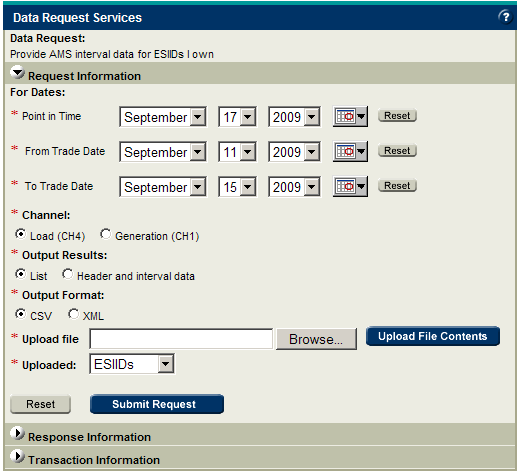 Data Request Services ?
Data Request:
Provide AMS interval data for ESIIDs I own
Request Information
For Dates:
* Point in Time September 17 2009 Reset
* From Trade Date September 11 2009 Reset
* To Trade Date September 15 2009 Reset
* Channel:
Load (CH4) Generation (CH1)
* Output Results:
List Header and interval data
* Output Format:
CSV XML
* Upload file Browse... Upload File Contents
* Uploaded: ESIIDs
Reset Submit Request
Response Information
Transaction Information